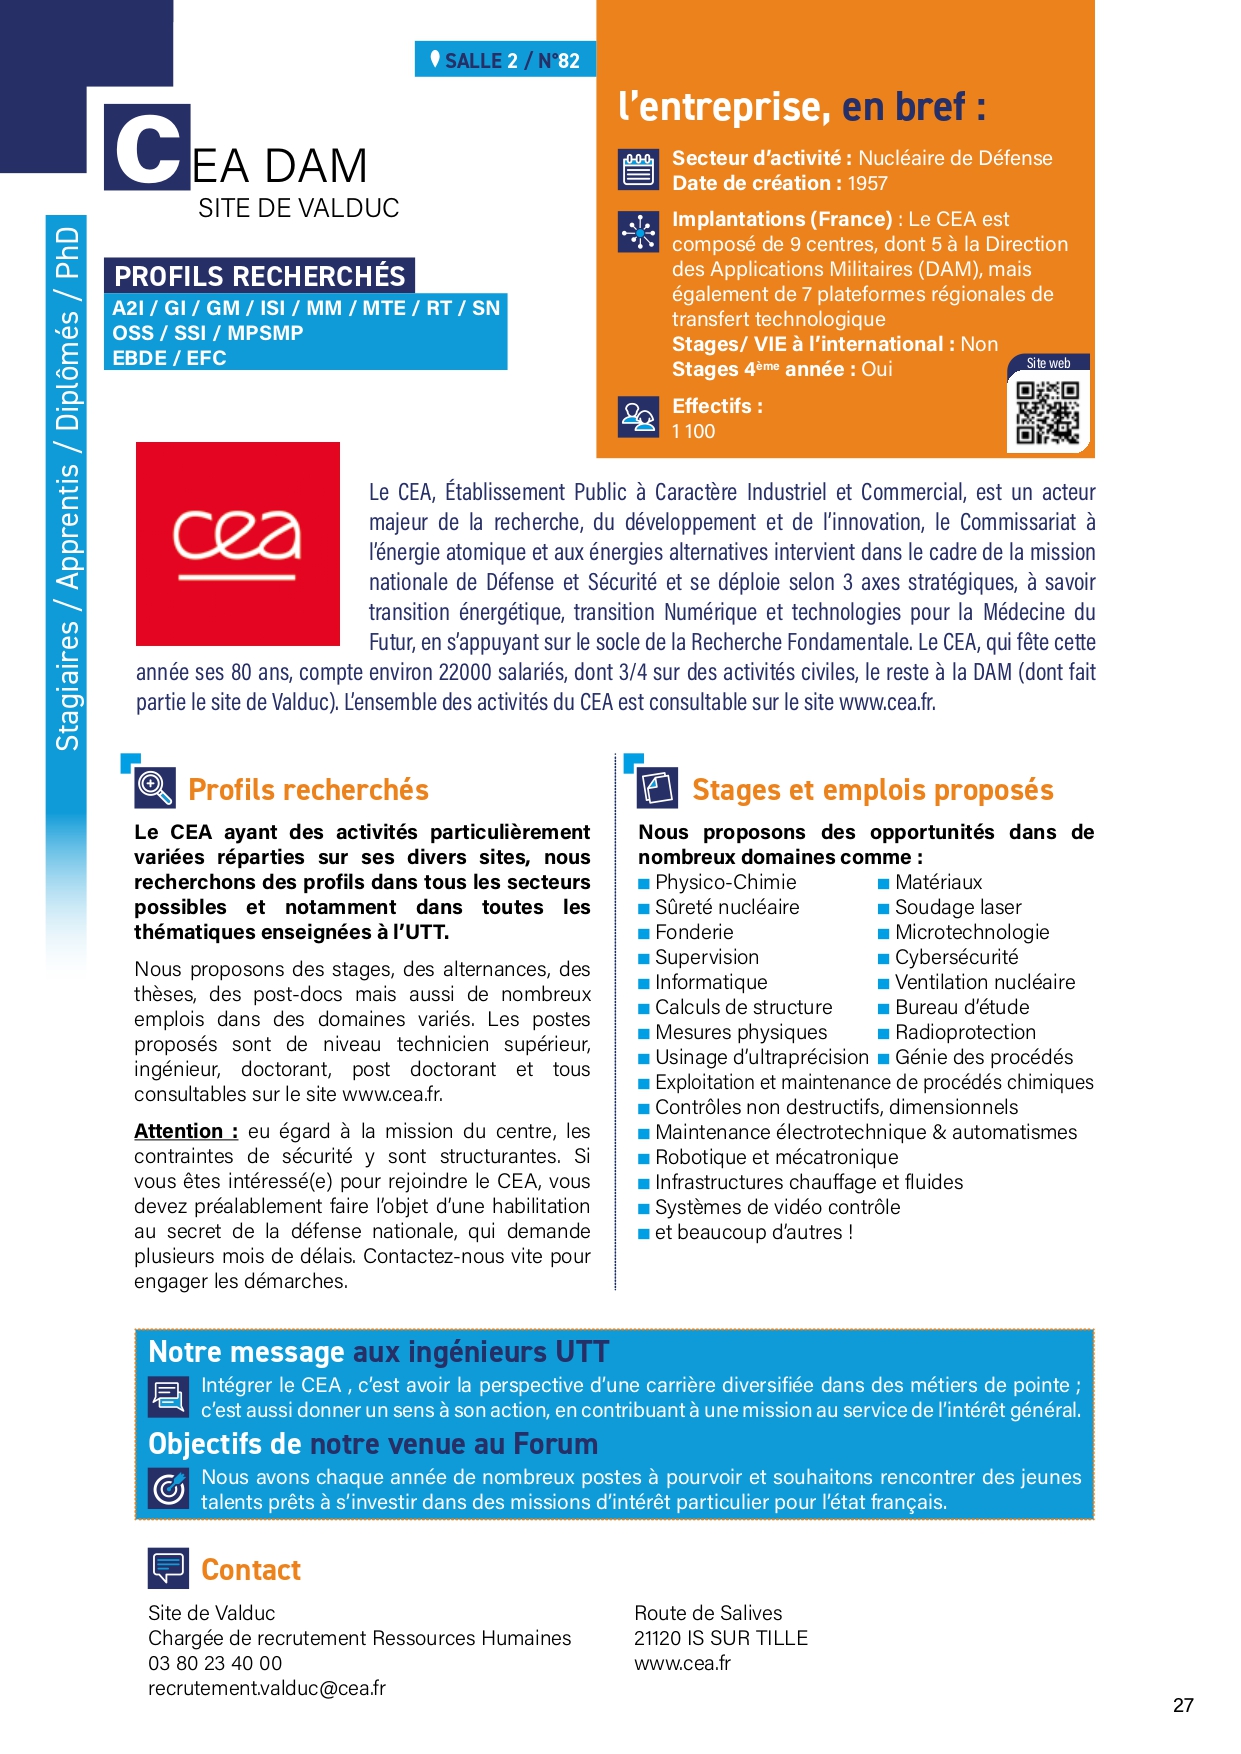 SALLE 2 / N°82
CEA DAM
SITE DE VALDUC
PROFILS RECHERCHÉS
A2I / GI / GM / ISI / MM / MTE / RT / SN
OSS / SSI / MPSMP
EBDE / EFC
Stagiaires / Apprentis / Diplômés / PhD
l'entreprise, en bref :
Secteur d'activité : Nucléaire de Défense
Date de création : 1957
Implantations (France) : Le CEA est
composé de 9 centres, dont 5 à la Direction
des Applications Militaires (DAM), mais
également de 7 plateformes régionales de
transfert technologique
Stages/ VIE à l'international : Non
Stages 4ème année : Oui
Site web
Effectifs :
1 100
cea
Le CEA, Établissement Public à Caractère Industriel et Commercial, est un acteur
majeur de la recherche, du développement et de l'innovation, le Commissariat à
l'énergie atomique et aux énergies alternatives intervient dans le cadre de la mission
nationale de Défense et Sécurité et se déploie selon 3 axes stratégiques, à savoir
transition énergétique, transition Numérique et technologies pour la Médecine du
Futur, en s'appuyant sur le socle de la Recherche Fondamentale. Le CEA, qui fête cette
année ses 80 ans, compte environ 22000 salariés, dont 3/4 sur des activités civiles, le reste à la DAM (dont fait
partie le site de Valduc). L'ensemble des activités du CEA est consultable sur le site www.cea.fr.
Profils recherchés
Le CEA ayant des activités particulièrement
variées réparties sur ses divers sites, nous
recherchons des profils dans tous les secteurs
possibles et notamment dans toutes les
thématiques enseignées à l'UTT.
Nous proposons des stages, des alternances, des
thèses, des post-docs mais aussi de nombreux
emplois dans des domaines variés. Les postes
proposés sont de niveau technicien supérieur,
ingénieur, doctorant, post doctorant et tous
consultables sur le site www.cea.fr.
Attention : eu égard à la mission du centre, les
contraintes de sécurité y sont structurantes. Si
vous êtes intéressé(e) pour rejoindre le CEA, vous
devez préalablement faire l'objet d'une habilitation
au secret de la défense nationale, qui demande
plusieurs mois de délais. Contactez-nous vite pour
engager les démarches.
Stages et emplois proposés
Nous proposons des opportunités dans de
nombreux domaines comme :
Physico-Chimie
Sûreté nucléaire
Fonderie
Supervision
Informatique
Calculs de structure
Mesures physiques
Usinage d'ultraprécision
Matériaux
Soudage laser
Microtechnologie
Cybersécurité
Ventilation nucléaire
Bureau d'étude
Radioprotection
Génie des procédés
Exploitation et maintenance de procédés chimiques
Contrôles non destructifs, dimensionnels
Maintenance électrotechnique & automatismes
Robotique et mécatronique
Infrastructures chauffage et fluides
Systèmes de vidéo contrôle
et beaucoup d'autres !
Notre message aux ingénieurs UTT
Intégrer le CEA , c'est avoir la perspective d'une carrière diversifiée dans des métiers de pointe ;
c'est aussi donner un sens à son action, en contribuant à une mission au service de l'intérêt général.
Objectifs de notre venue au Forum
Nous avons chaque année de nombreux postes à pourvoir et souhaitons rencontrer des jeunes
talents prêts à s'investir dans des missions d'intérêt particulier pour l'état français.
Contact
Site de Valduc
Chargée de recrutement Ressources Humaines
03 80 23 40 00
recrutement.valduc@cea.fr
Route de Salives
21120 IS SUR TILLE
www.cea.fr
27